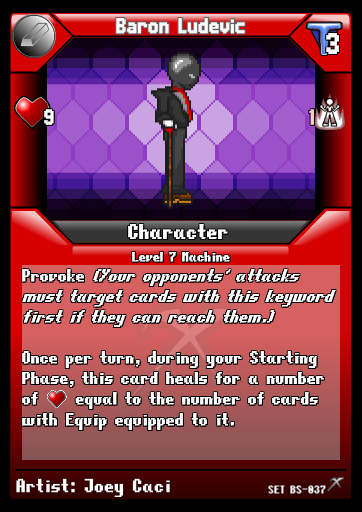 Baron Ludevic
T3
9
1
Character
Level 7 Machine
Provoke (Your opponents' attacks
must target cards with this keyword
first if they can reach them.)
Once per turn, during your Starting
Phase, this card heals for a number
of ❤ equal to the number of cards
with Equip equipped to it.
Artist: Joey Caci
SET BS-037